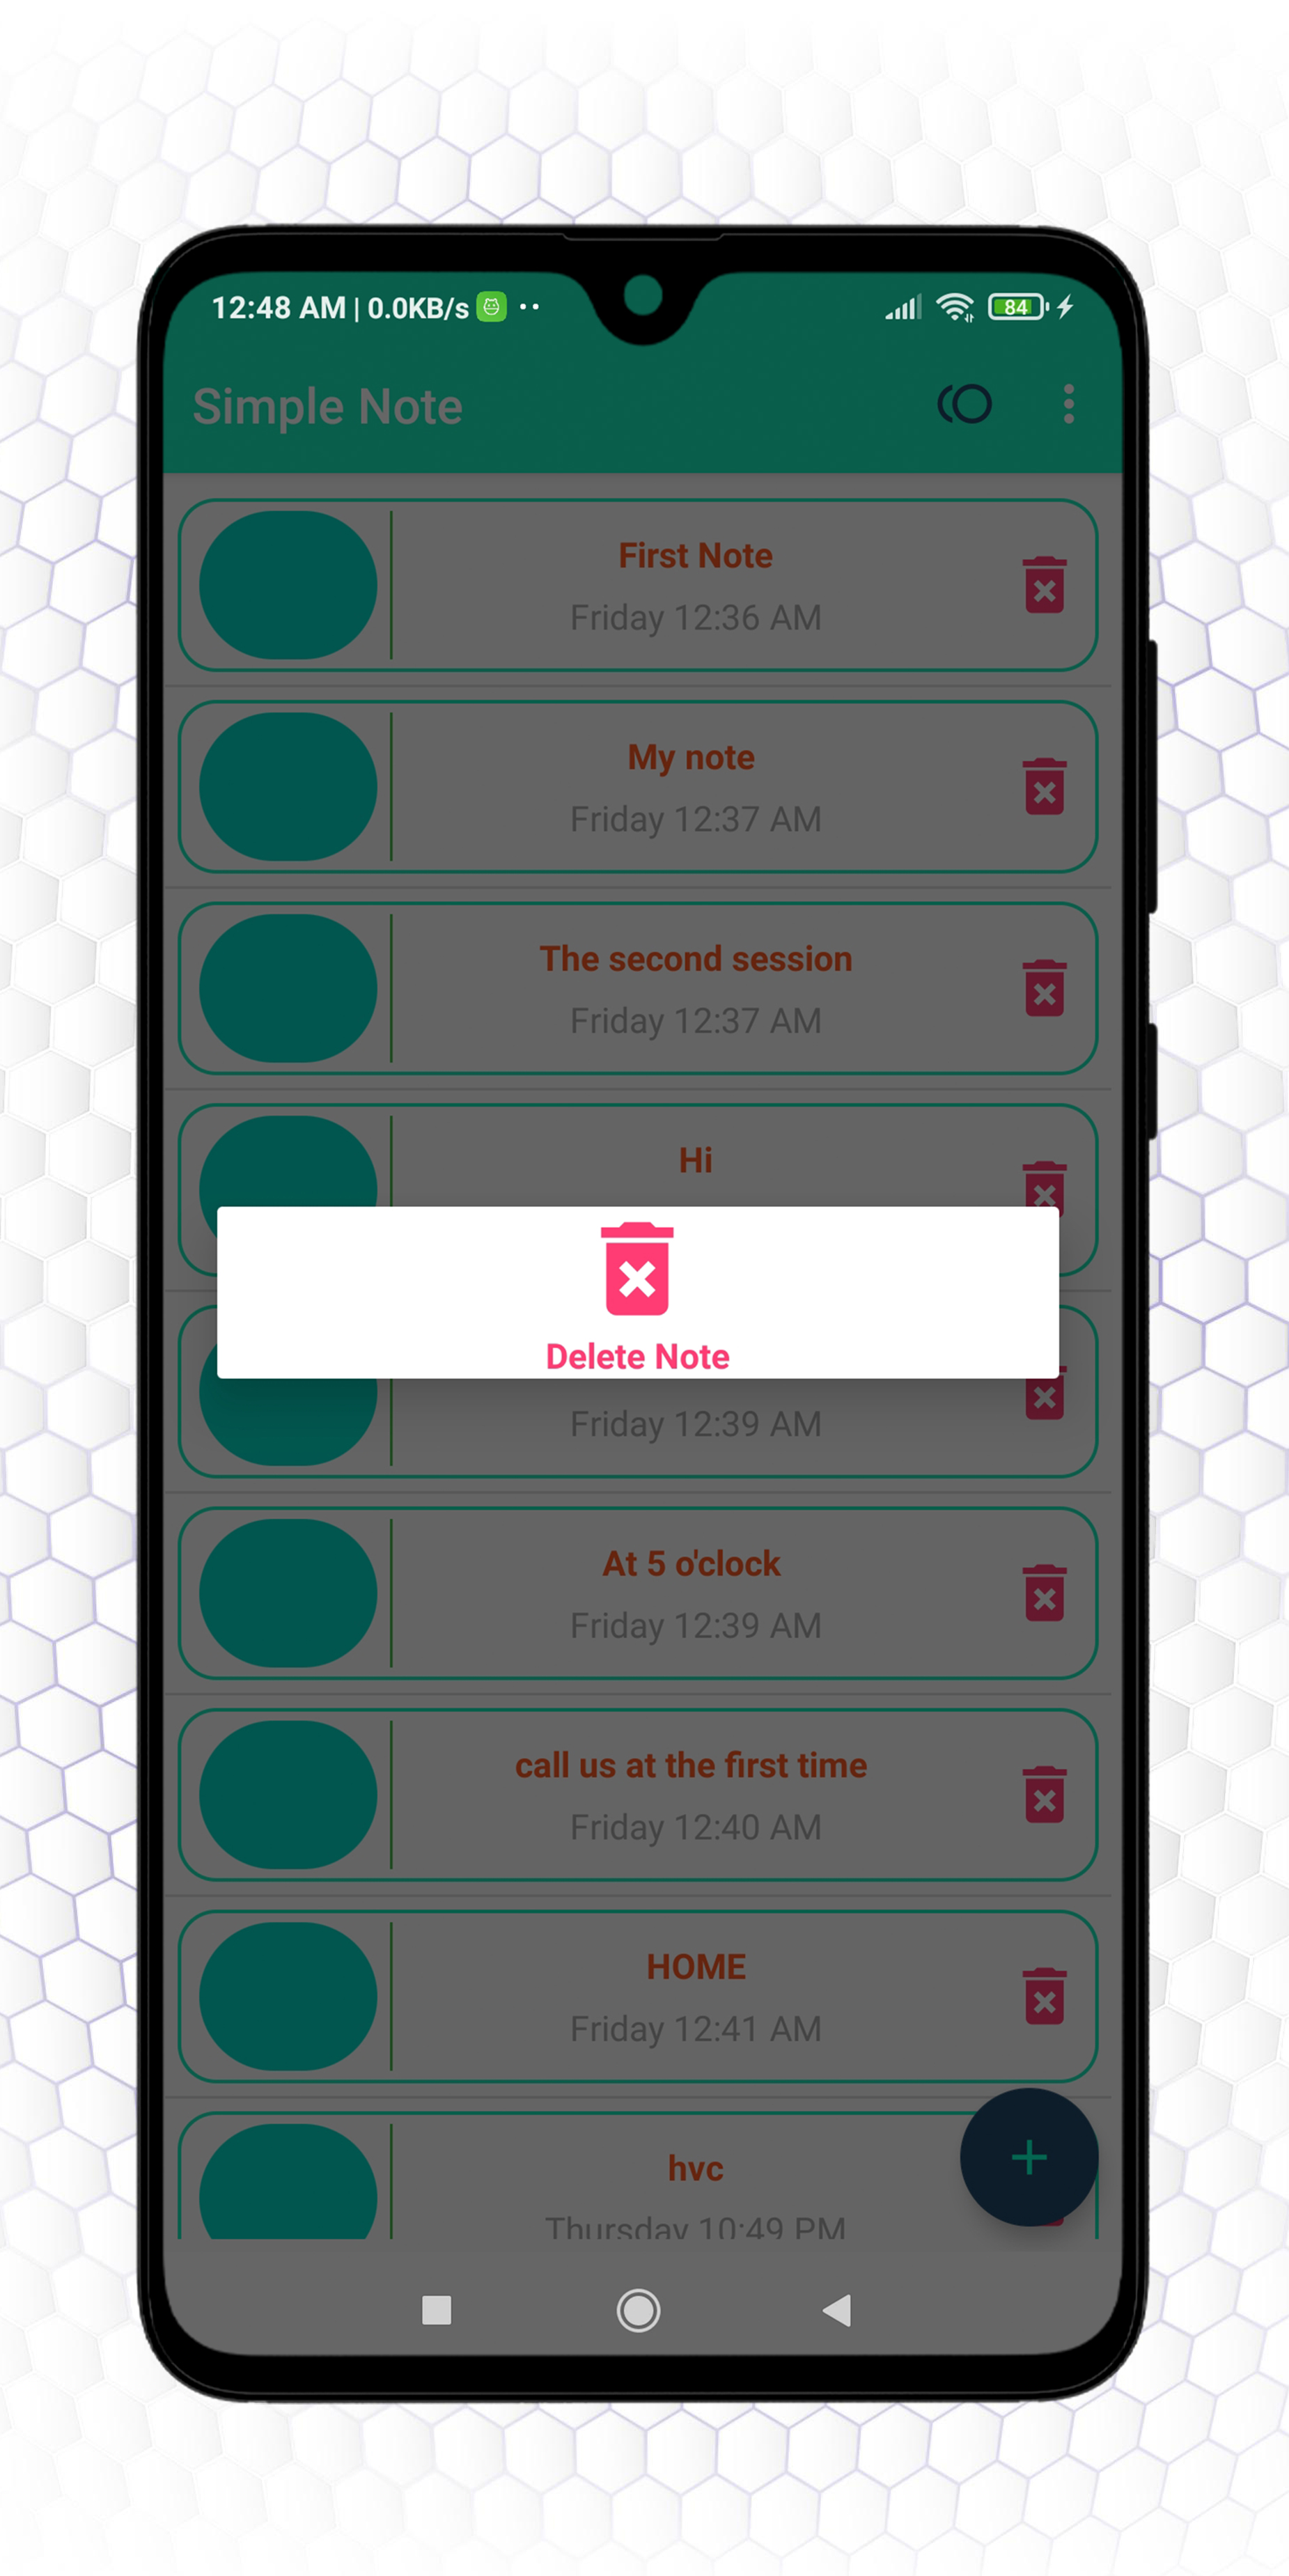 12:48 AM | 0.0KB/s 84
Simple Note
First Note
Friday 12:36 AM
My note
Friday 12:37 AM
The second session
Friday 12:37 AM
Hi
Delete Note
Friday 12:39 AM
At 5 o'clock
Friday 12:39 AM
call us at the first time
Friday 12:40 AM
HOME
Friday 12:41 AM
hvc
Thursday 10:49 PM